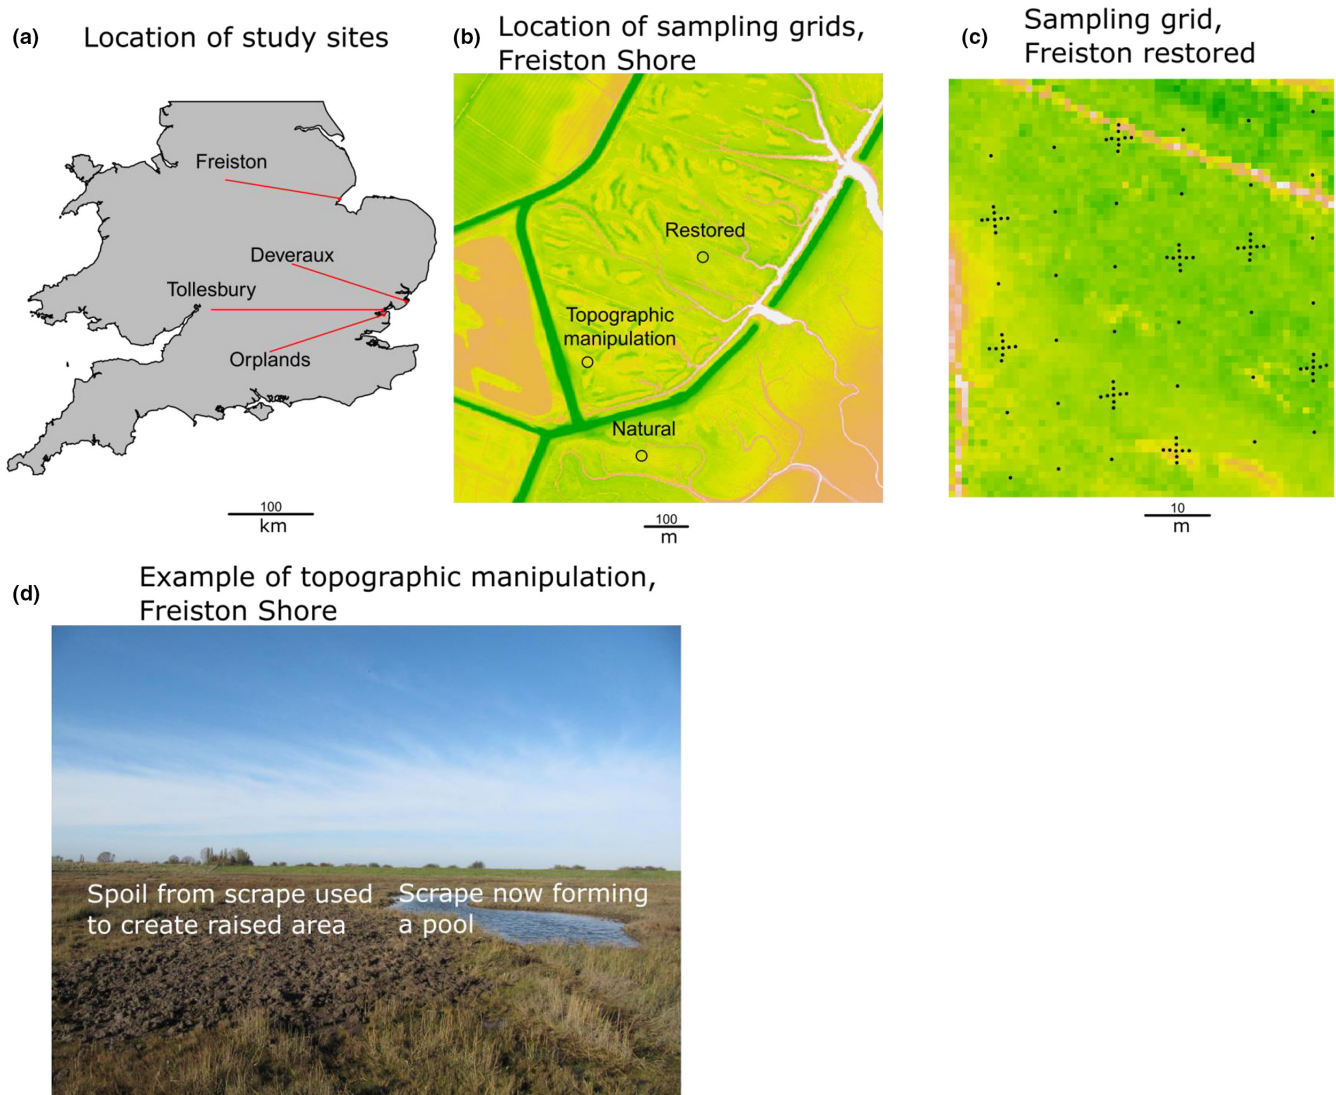 (a)
Location of study sites
Freiston
Deveraux
Tollesbury
Orplands
100
km
(b)
Location of sampling grids,
Freiston Shore
Restored
Topographic
manipulation
Natural
100
m
(c)
Sampling grid,
Freiston restored
10
m
(d)
Example of topographic manipulation,
Freiston Shore
Spoil from scrape used
to create raised area
Scrape now forming
a pool